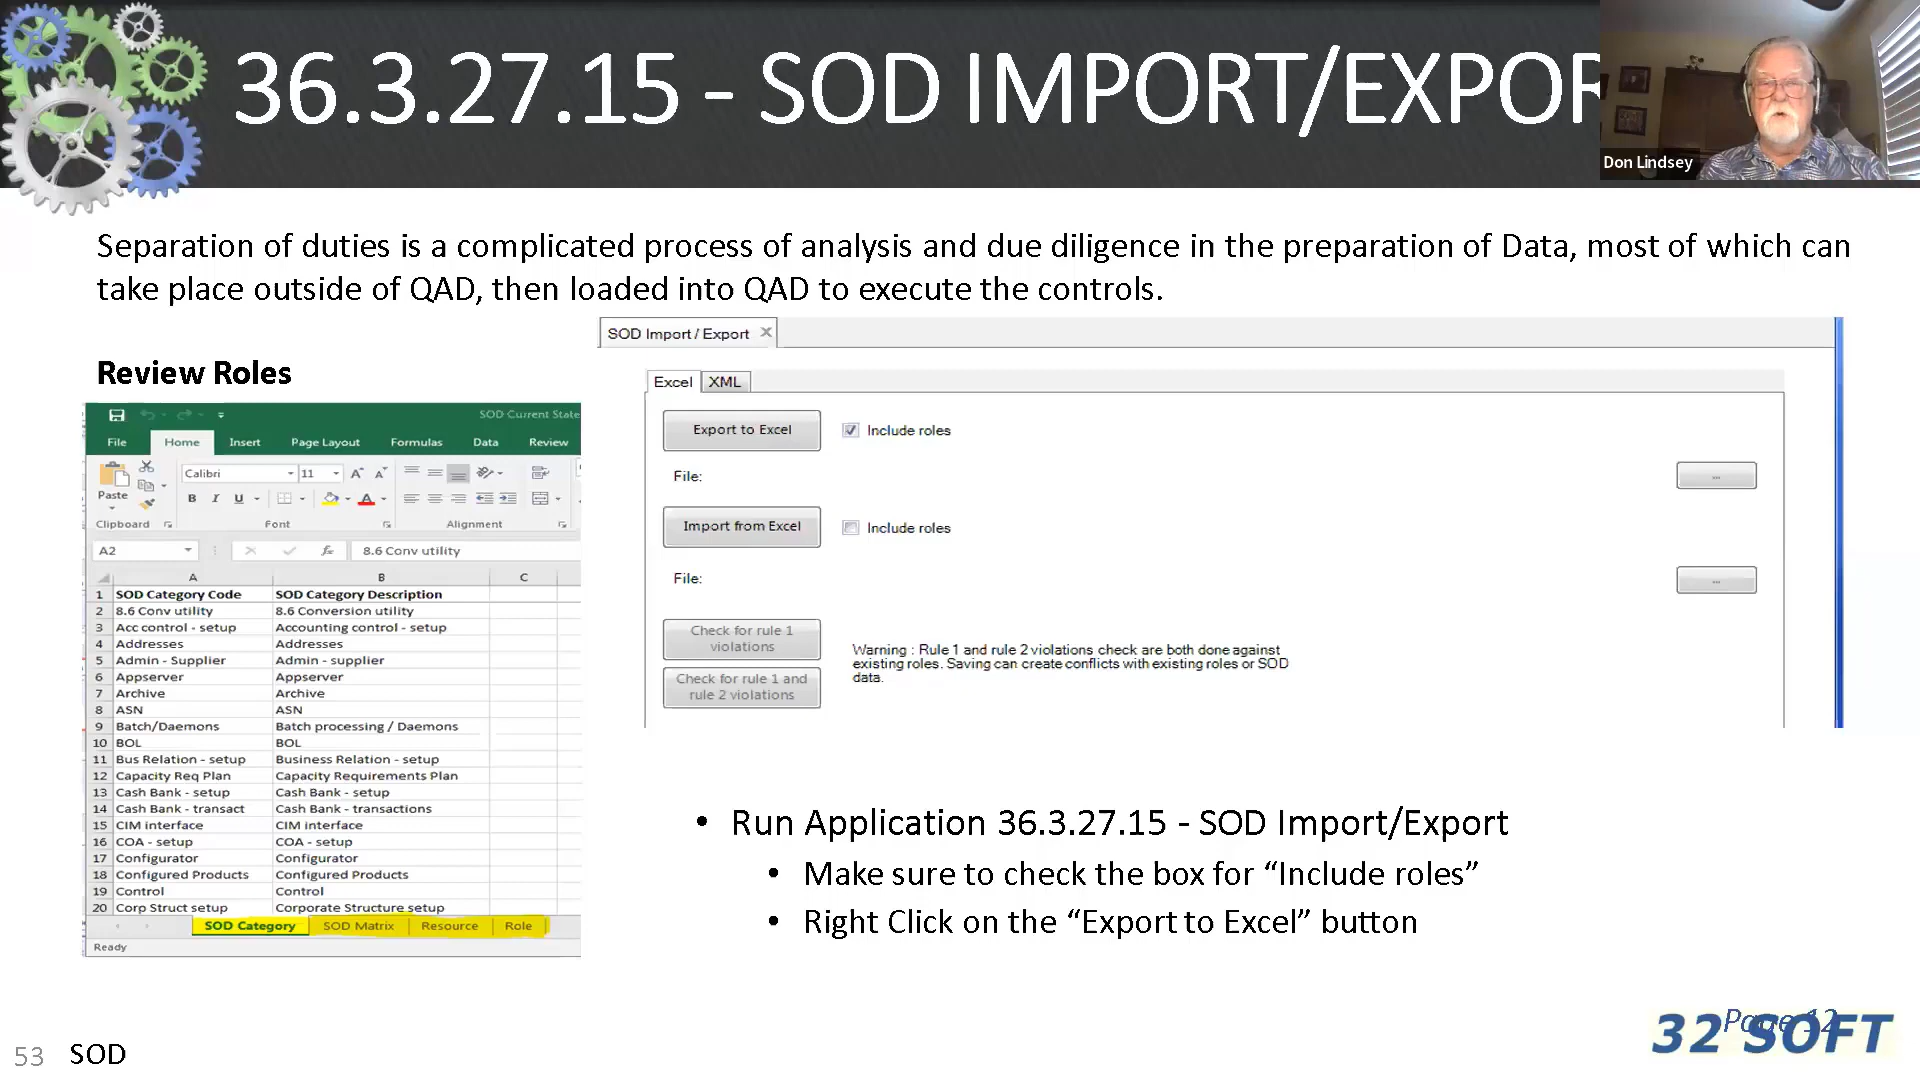 36.3.27.15 - SOD IMPORT/EXPOR
Don Lindsey
Separation of duties is a complicated process of analysis and due diligence in the preparation of Data, most of which can
take place outside of QAD, then loaded into QAD to execute the controls.
Review Roles
SOD Current State
File Home Insert Page Layout Formulas Data Review
Calibri 11
Paste
B I U
Clipboard Font Alignment
A2 fx 8.6 Conv utility
A B C
1 SOD Category Code SOD Category Description
2 8.6 Conv utility 8.6 Conversion utility
3 Acc control - setup Accounting control - setup
4 Addresses Addresses
5 Admin - Supplier Admin - supplier
6 Appserver Appserver
7 Archive Archive
8 ASN ASN
9 Batch/Daemons Batch processing / Daemons
10 BOL BOL
11 Bus Relation - setup Business Relation - setup
12 Capacity Req Plan Capacity Requirements Plan
13 Cash Bank - setup Cash Bank - setup
14 Cash Bank - transact Cash Bank - transactions
15 CIM interface CIM interface
16 COA - setup COA - setup
17 Configurator Configurator
18 Configured Products Configured Products
19 Control Control
20 Corp Struct setup Corporate Structure setup
SOD Category SOD Matrix Resource Role
Ready
SOD Import / Export
Excel XML
Export to Excel Include roles
File: ...
Import from Excel Include roles
File: ...
Check for rule 1
violations
Check for rule 1 and
rule 2 violations
Warning : Rule 1 and rule 2 violations check are both done against
existing roles. Saving can create conflicts with existing roles or SOD
data.
• Run Application 36.3.27.15 - SOD Import/Export
• Make sure to check the box for “Include roles”
• Right Click on the “Export to Excel” button
Page 12
32 SOFT
53 SOD